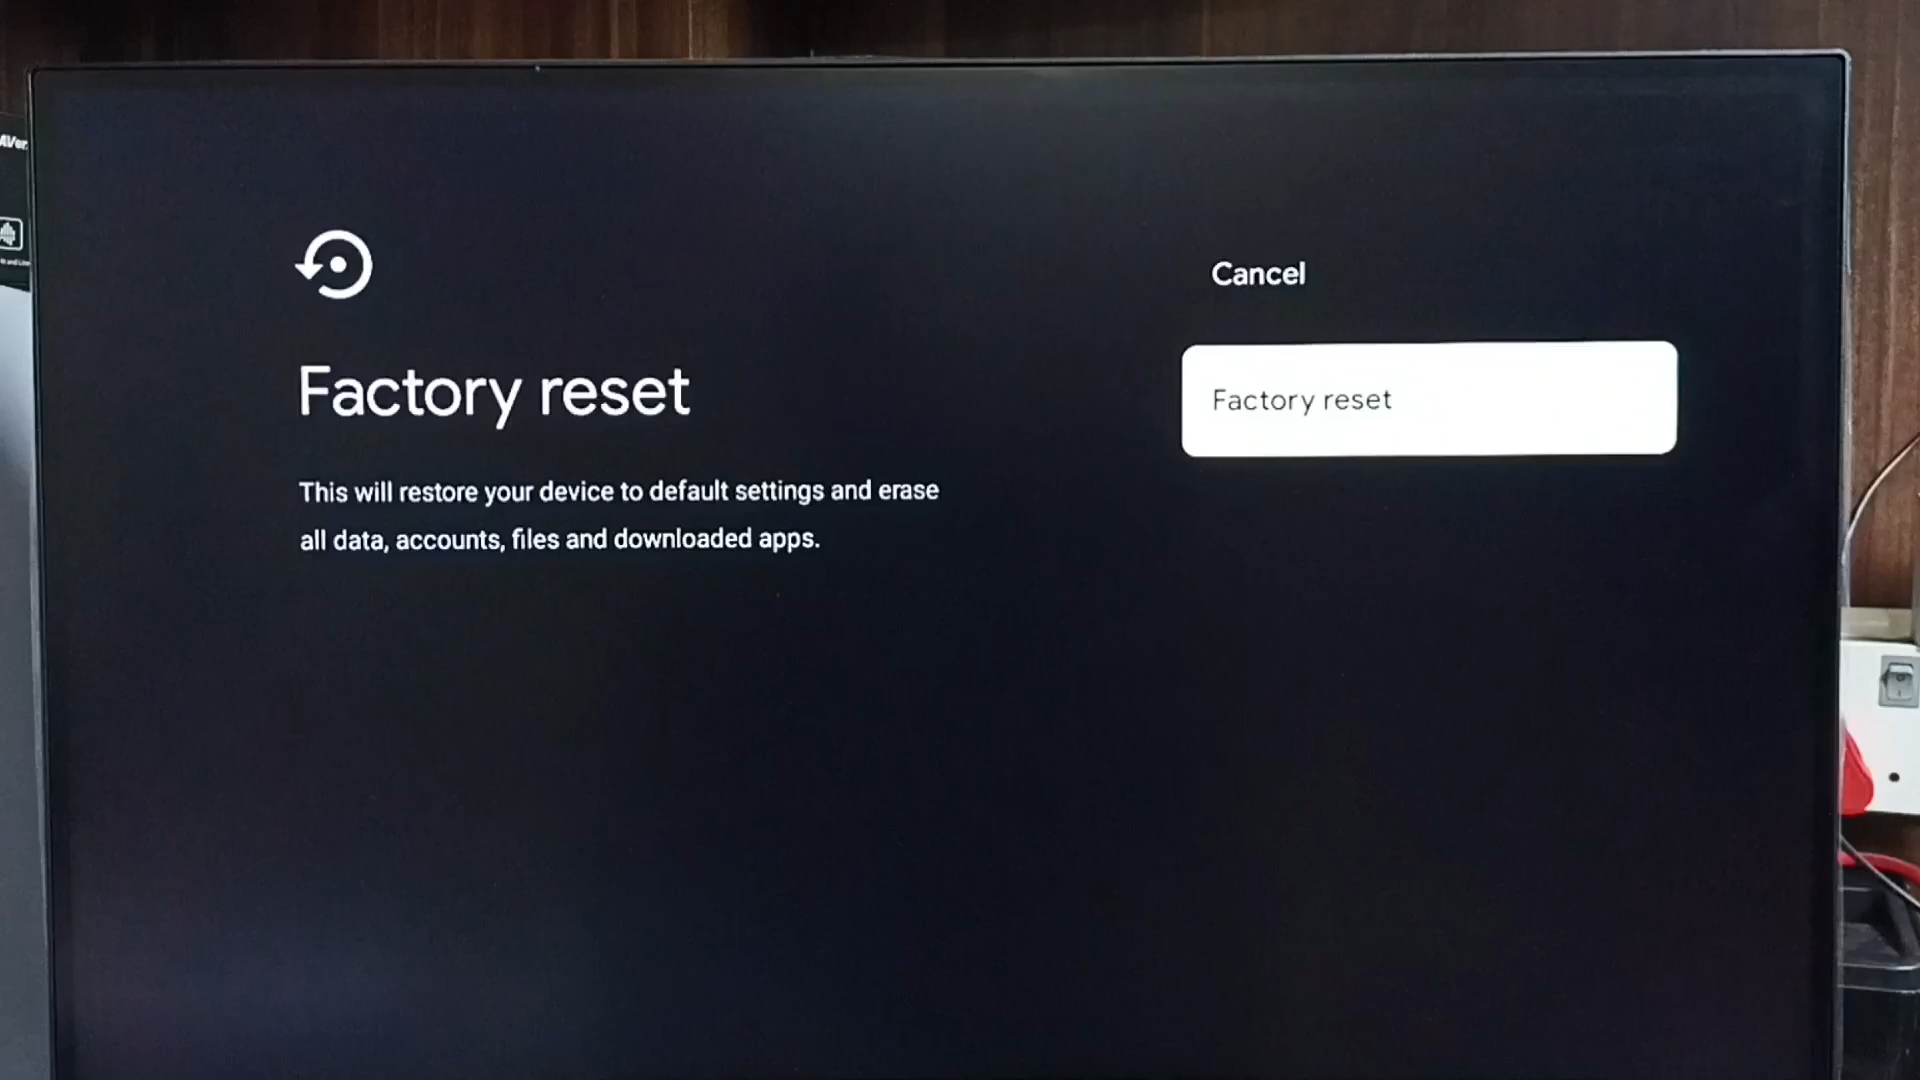 AVer
Cancel
Factory reset
Factory reset
This will restore your device to default settings and erase
all data, accounts, files and downloaded apps.